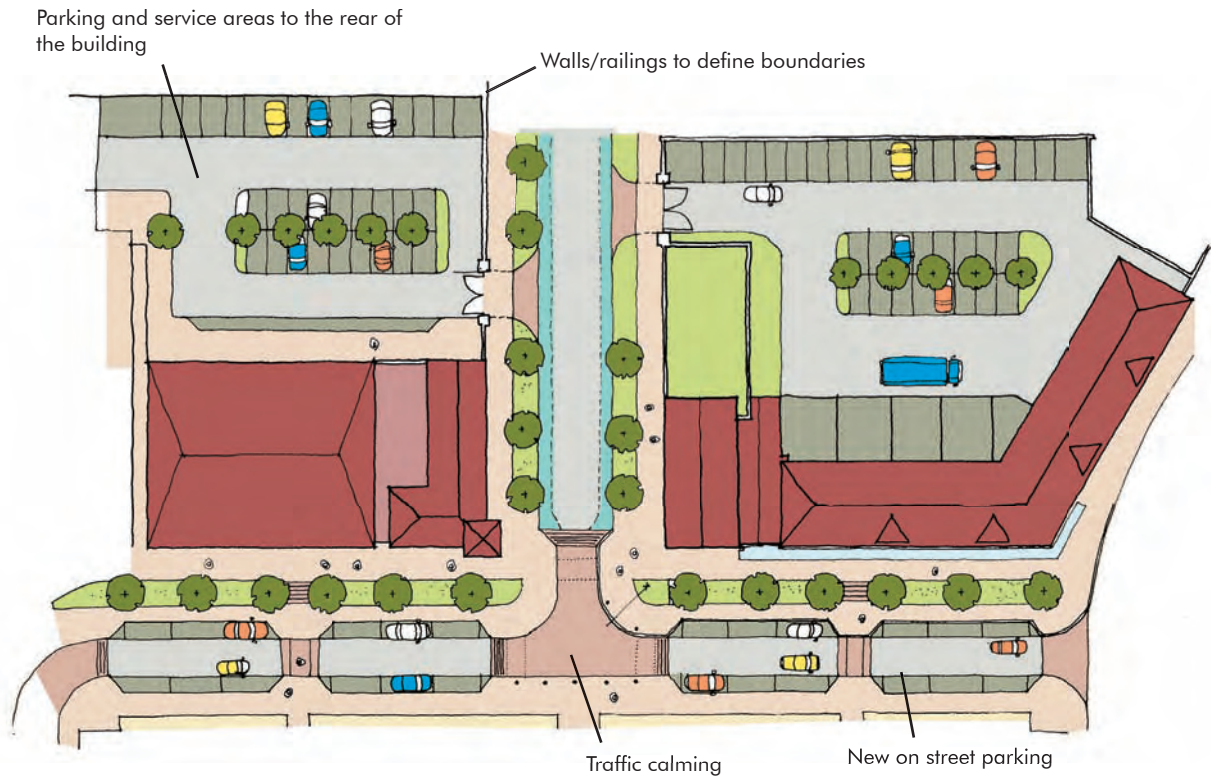 Parking and service areas to the rear of
the building
Walls/railings to define boundaries
Traffic calming
New on street parking